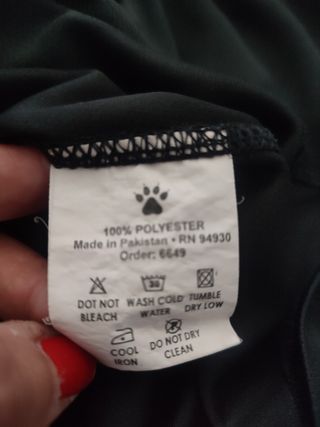 100% POLYESTER
Made in Pakistan • RN 94930
Order: 6649
30
DOT NOT WASH COLD TUMBLE
BLEACH WATER DRY LOW
COOL DO NOT DRY
IRON CLEAN